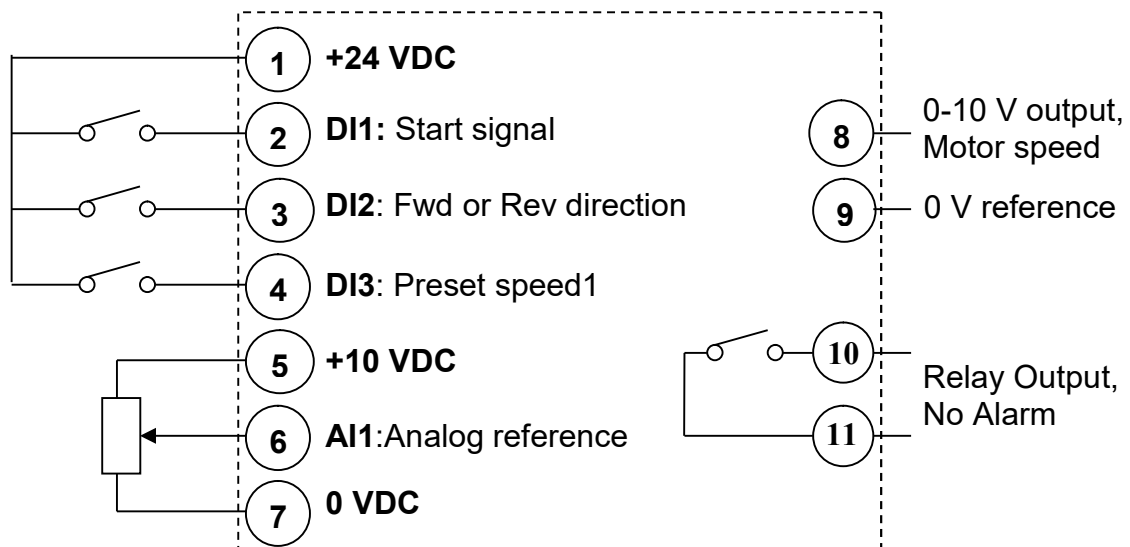 1 +24 VDC
2 DI1: Start signal
3 DI2: Fwd or Rev direction
4 DI3: Preset speed1
5 +10 VDC
6 AI1:Analog reference
7 0 VDC
8 0-10 V output,
Motor speed
9 0 V reference
10 Relay Output,
11 No Alarm